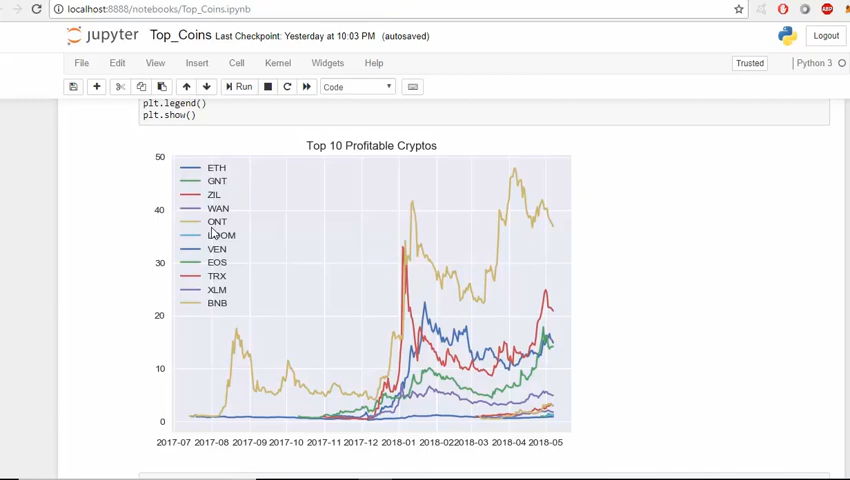 localhost:8888/notebooks/Top_Coins.ipynb
ABP
jupyter Top_Coins Last Checkpoint: Yesterday at 10:03 PM (autosaved)
Logout
File Edit View Insert Cell Kernel Widgets Help
Trusted
Python 3
Run
Code
plt.legend()
plt.show()
Top 10 Profitable Cryptos
50
40
30
20
10
0
ETH
GNT
ZIL
WAN
ONT
VEN
EOS
TRX
XLM
BNB
2017-07 2017-08 2017-09 2017-10 2017-11 2017-12 2018-01 2018-02 2018-03 2018-04 2018-05